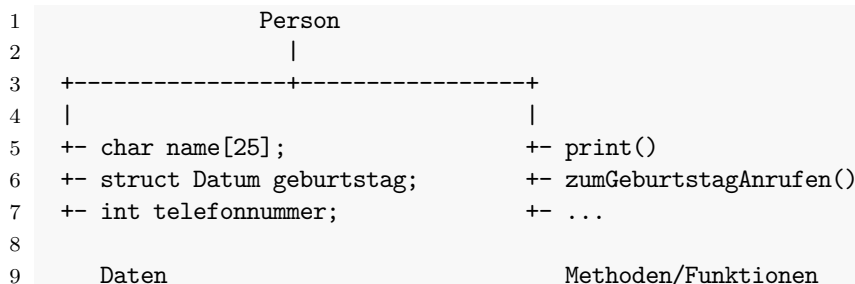 1 Person
2 |
3 +----------------+-----------------+
4 | |
5 +- char name[25]; +- print()
6 +- struct Datum geburtstag; +- zumGeburtstagAnrufen()
7 +- int telefonnummer; +- ...
8
9 Daten Methoden/Funktionen